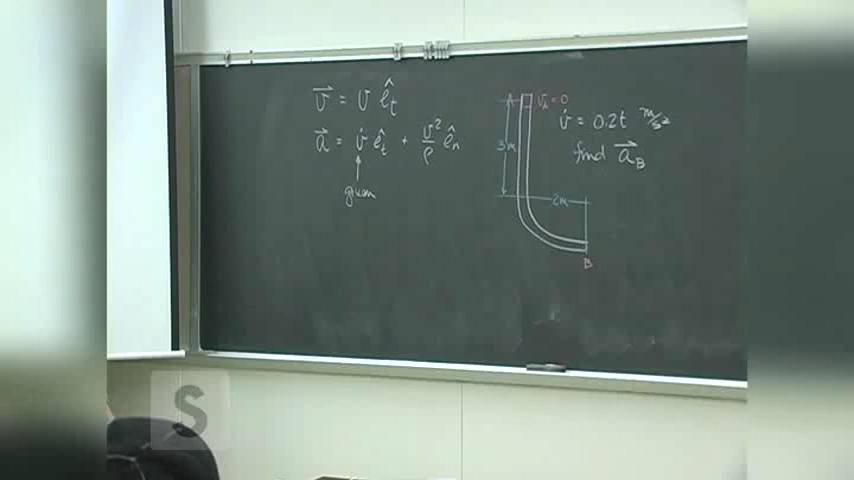 v⃗ = v ê_t
a⃗ = v̇ ê_t + v²/ρ ê_n
given
A v_A = 0
v̇ = 0.2t m/s²
find a⃗_B
3m
2m
B
S